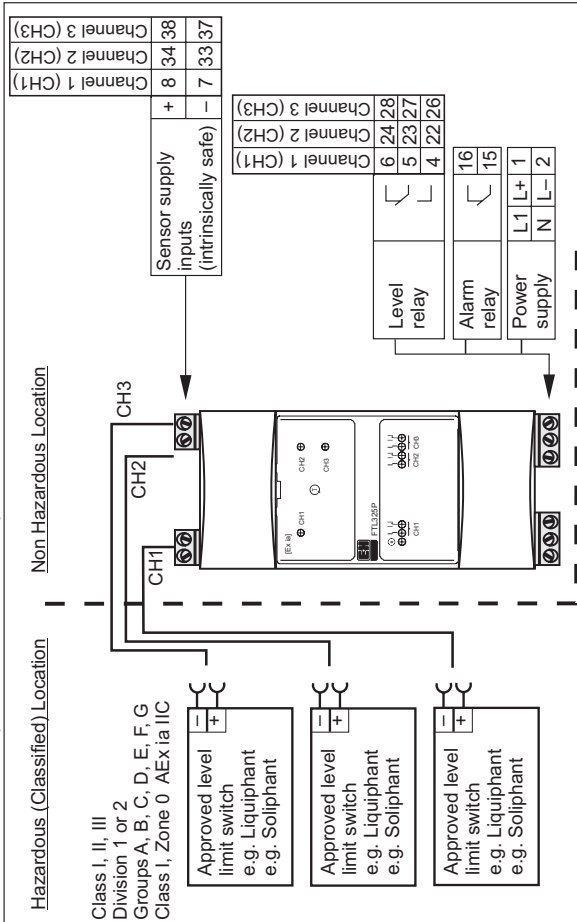 Hazardous (Classified) Location
Non Hazardous Location
Class I, II, III
Division 1 or 2
Groups A, B, C, D, E, F, G
Class I, Zone 0 AEx ia IIC
Approved level
limit switch
e.g. Liquiphant
e.g. Soliphant
−
+
Approved level
limit switch
e.g. Liquiphant
e.g. Soliphant
−
+
Approved level
limit switch
e.g. Liquiphant
e.g. Soliphant
−
+
CH3
CH2
CH1
[Ex ia]
CH1
CH2
CH3
E+H
FTL325P
CH1
CH2
CH3
Channel 1 (CH1)
Channel 2 (CH2)
Channel 3 (CH3)
Sensor supply
inputs
(intrinsically safe)
+ 8 34 38
− 7 33 37
Channel 1 (CH1)
Channel 2 (CH2)
Channel 3 (CH3)
Level
relay
6 24 28
5 23 27
4 22 26
Alarm
relay
16
15
Power
supply
L1 L+ 1
N L− 2